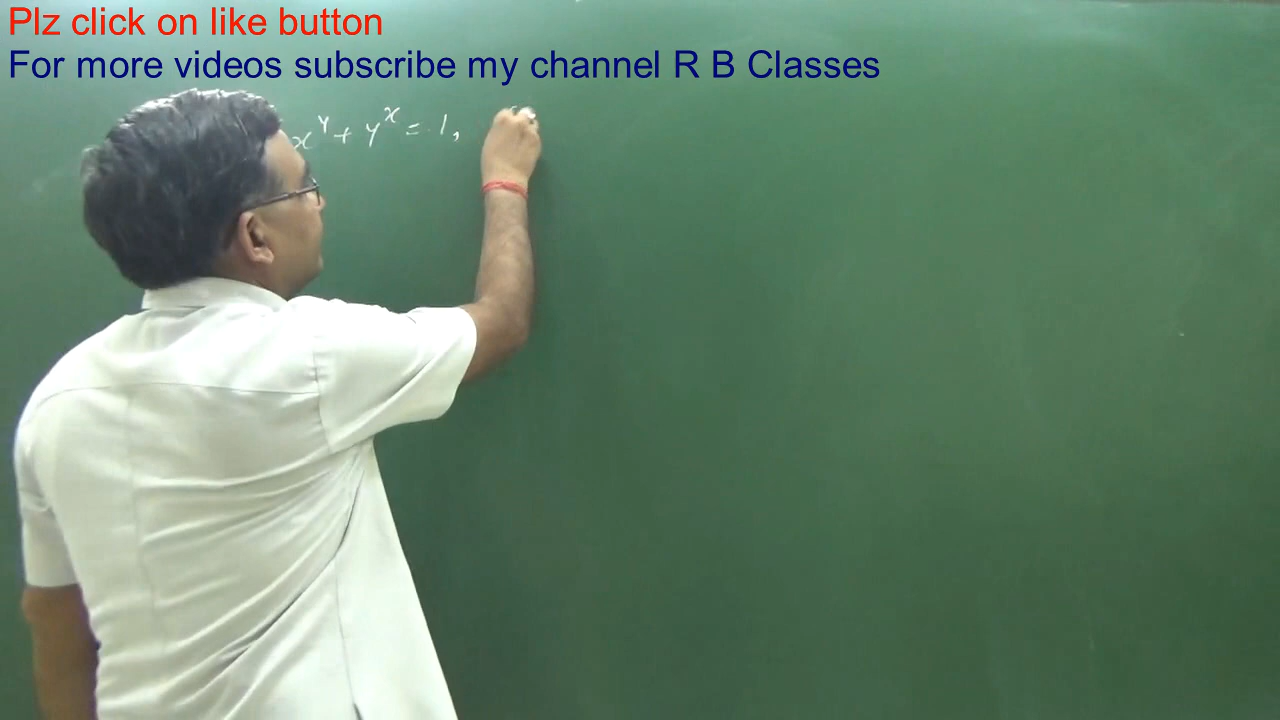 Plz click on like button
For more videos subscribe my channel R B Classes
x^y + y^x = 1,